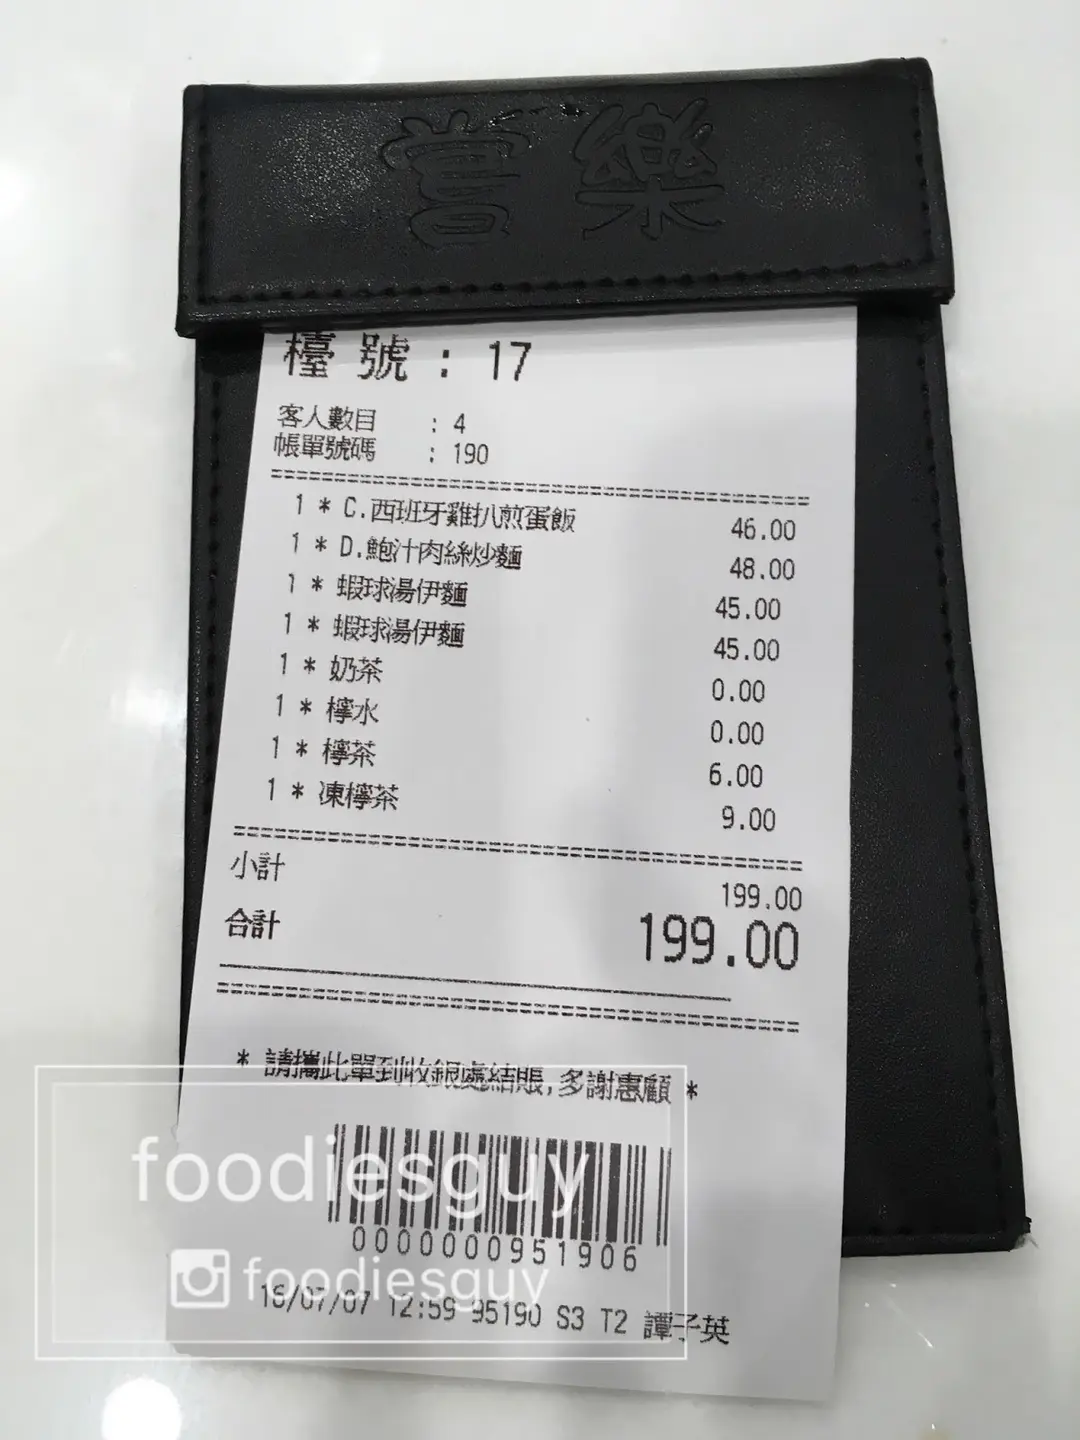 嘗樂
檯號：17
客人數目 : 4
帳單號碼 : 190
1 * C.西班牙雞扒煎蛋飯 46.00
1 * D.鮑汁肉絲炒麵 48.00
1 * 蝦球湯伊麵 45.00
1 * 蝦球湯伊麵 45.00
1 * 奶茶 0.00
1 * 檸水 0.00
1 * 檸茶 6.00
1 * 凍檸茶 9.00
小計 199.00
合計 199.00
* 請攜此單到收銀處結賬,多謝惠顧 *
foodiesguy
0000000951906
foodiesguy
16/07/07 12:59 95190 S3 T2 譚子英